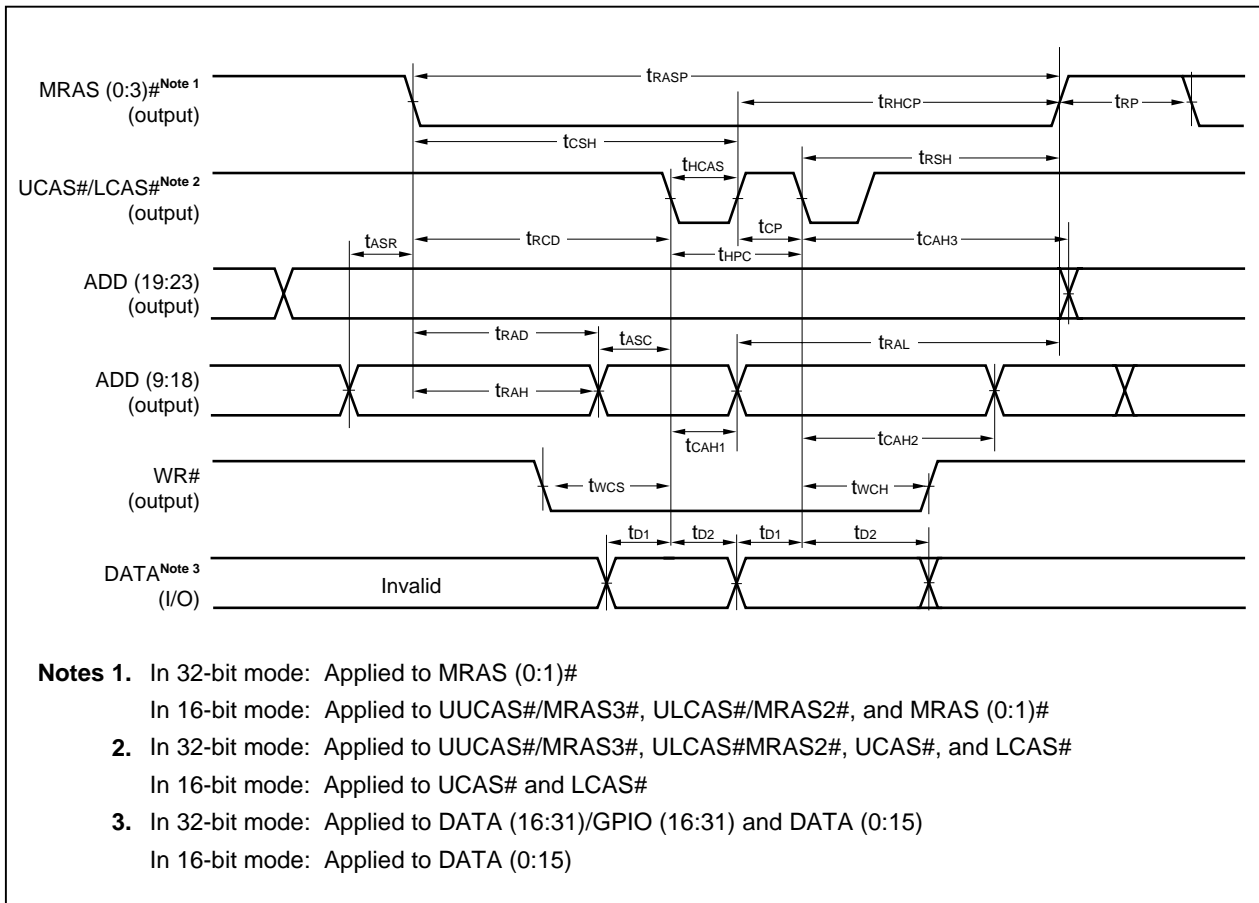 tRASP
MRAS (0:3)#Note 1
(output)
tRHCP
tRP
tCSH
tRSH
tHCAS
UCAS#/LCAS#Note 2
(output)
tCP
tASR
tRCD
tCAH3
tHPC
ADD (19:23)
(output)
tRAD
tASC
tRAL
ADD (9:18)
(output)
tRAH
tCAH1
tCAH2
WR#
(output)
tWCS
tWCH
tD1
tD2
tD1
tD2
DATANote 3
(I/O)
Invalid
Notes 1. In 32-bit mode: Applied to MRAS (0:1)#
In 16-bit mode: Applied to UUCAS#/MRAS3#, ULCAS#/MRAS2#, and MRAS (0:1)#
2. In 32-bit mode: Applied to UUCAS#/MRAS3#, ULCAS#MRAS2#, UCAS#, and LCAS#
In 16-bit mode: Applied to UCAS# and LCAS#
3. In 32-bit mode: Applied to DATA (16:31)/GPIO (16:31) and DATA (0:15)
In 16-bit mode: Applied to DATA (0:15)